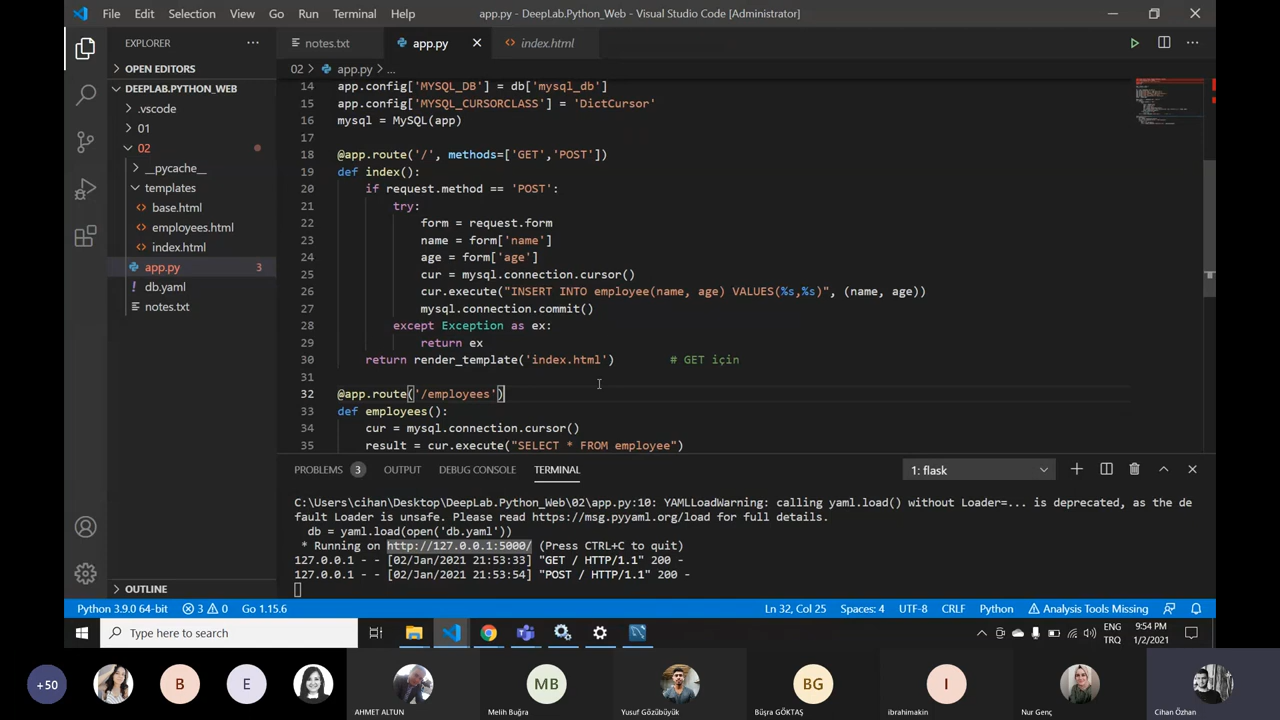 File Edit Selection View Go Run Terminal Help app.py - DeepLab.Python_Web - Visual Studio Code [Administrator]
EXPLORER
notes.txt app.py index.html
OPEN EDITORS
02 app.py ...
DEEPLAB.PYTHON_WEB
.vscode
01
02
__pycache__
templates
base.html
employees.html
index.html
app.py 3
db.yaml
notes.txt
OUTLINE
14 app.config['MYSQL_DB'] = db['mysql_db']
15 app.config['MYSQL_CURSORCLASS'] = 'DictCursor'
16 mysql = MySQL(app)
17
18 @app.route('/', methods=['GET','POST'])
19 def index():
20 if request.method == 'POST':
21 try:
22 form = request.form
23 name = form['name']
24 age = form['age']
25 cur = mysql.connection.cursor()
26 cur.execute("INSERT INTO employee(name, age) VALUES(%s,%s)", (name, age))
27 mysql.connection.commit()
28 except Exception as ex:
29 return ex
30 return render_template('index.html') # GET için
31
32 @app.route('/employees')
33 def employees():
34 cur = mysql.connection.cursor()
35 result = cur.execute("SELECT * FROM employee")
PROBLEMS 3 OUTPUT DEBUG CONSOLE TERMINAL 1: flask
C:\Users\cihan\Desktop\DeepLab.Python_Web\02\app.py:10: YAMLLoadWarning: calling yaml.load() without Loader=... is deprecated, as the de
fault Loader is unsafe. Please read https://msg.pyyaml.org/load for full details.
db = yaml.load(open('db.yaml'))
* Running on http://127.0.0.1:5000/ (Press CTRL+C to quit)
127.0.0.1 - - [02/Jan/2021 21:53:33] "GET / HTTP/1.1" 200 -
127.0.0.1 - - [02/Jan/2021 21:53:54] "POST / HTTP/1.1" 200 -
Python 3.9.0 64-bit 3 0 Go 1.15.6 Ln 32, Col 25 Spaces: 4 UTF-8 CRLF Python Analysis Tools Missing
Type here to search
ENG
TRQ
9:54 PM
1/2/2021
+50 B E MB BG I
AHMET ALTUN Melih Buğra Yusuf Gözübüyük Büşra GÖKTAŞ ibrahimakin Nur Genç Cihan Özhan